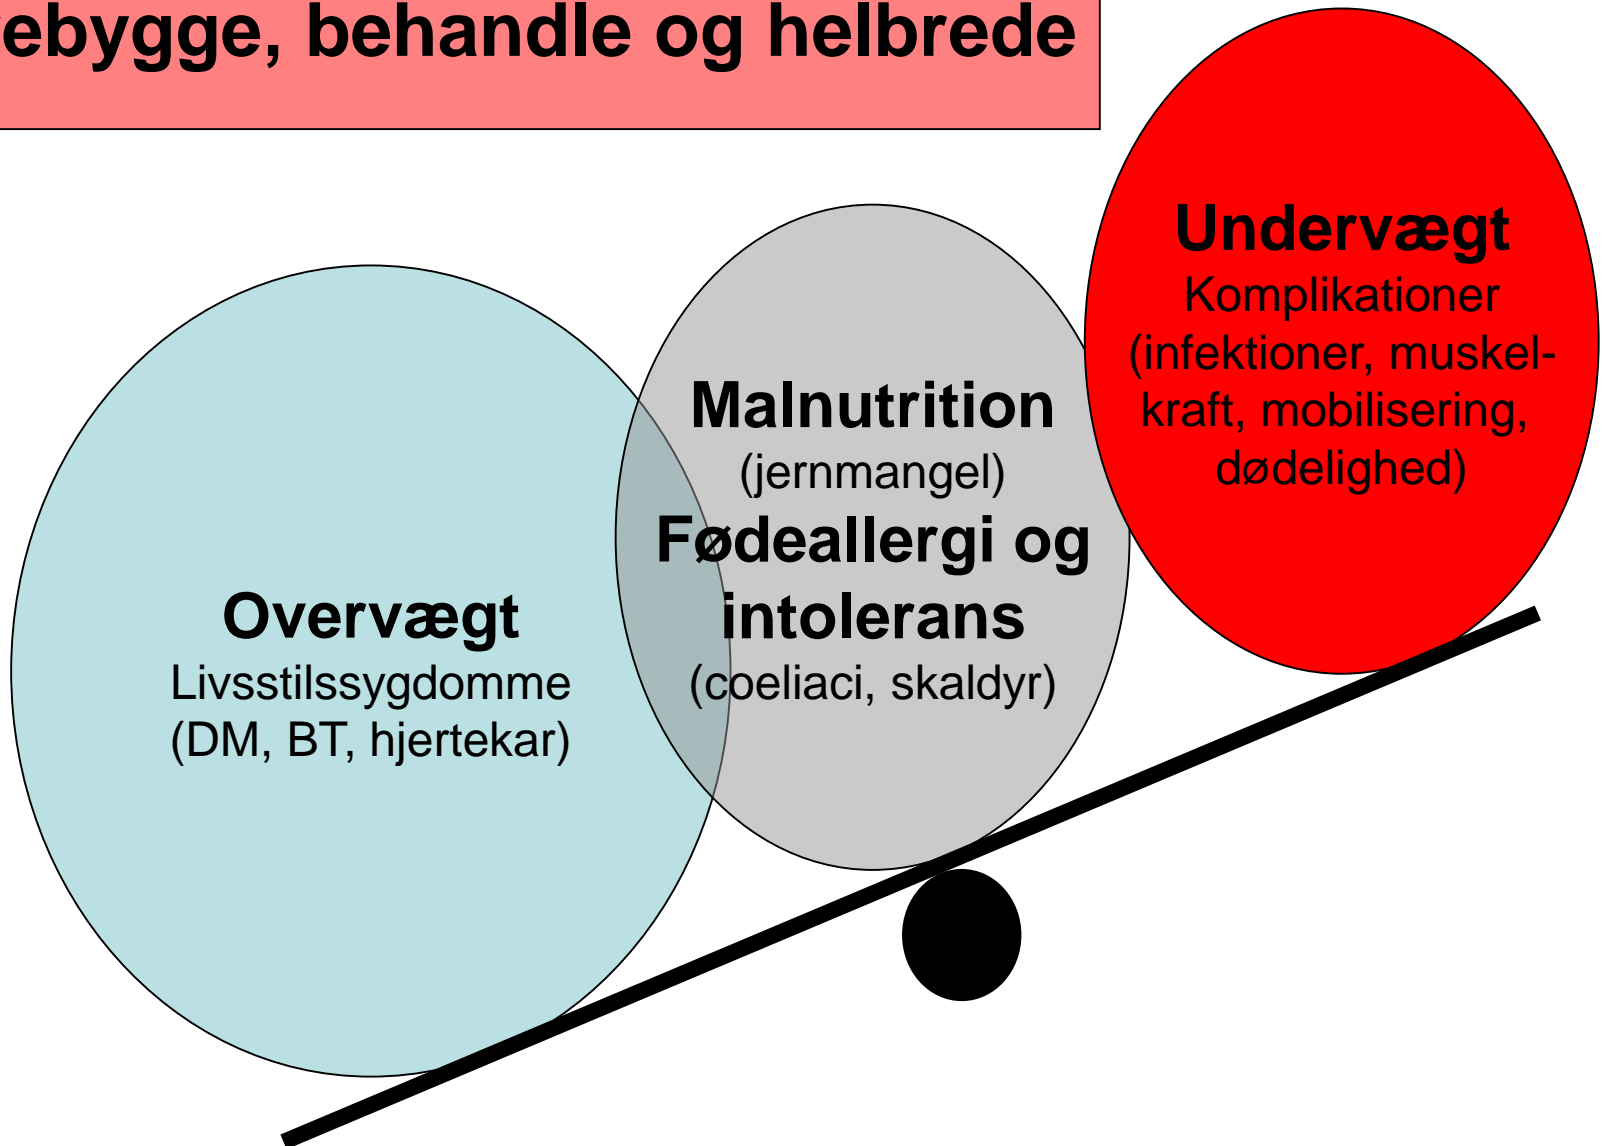 ebygge, behandle og helbrede
Undervægt
Komplikationer
(infektioner, muskel-
kraft, mobilisering,
dødelighed)
Malnutrition
(jernmangel)
Fødeallergi og
intolerans
(coeliaci, skaldyr)
Overvægt
Livsstilssygdomme
(DM, BT, hjertekar)